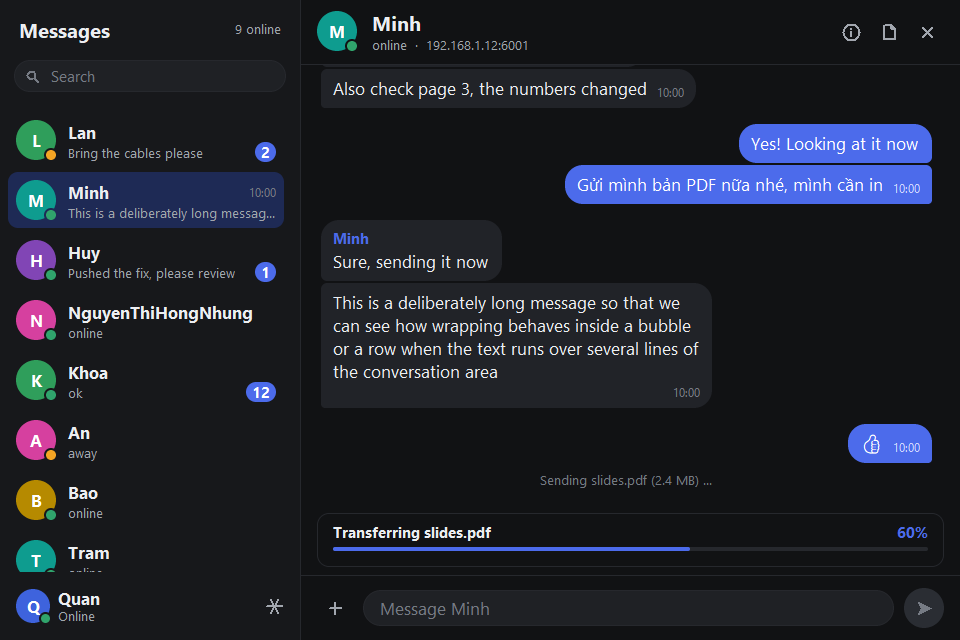 Messages
9 online
Search
L
Lan
Bring the cables please
2
M
Minh
10:00
This is a deliberately long messag...
H
Huy
Pushed the fix, please review
1
N
NguyenThiHongNhung
online
K
Khoa
ok
12
A
An
away
B
Bao
online
T
Tram
Q
Quan
Online
M
Minh
online · 192.168.1.12:6001
Also check page 3, the numbers changed 10:00
Yes! Looking at it now
Gửi mình bản PDF nữa nhé, mình cần in 10:00
Minh
Sure, sending it now
This is a deliberately long message so that we
can see how wrapping behaves inside a bubble
or a row when the text runs over several lines of
the conversation area
10:00
👍 10:00
Sending slides.pdf (2.4 MB) ...
Transferring slides.pdf 60%
Message Minh